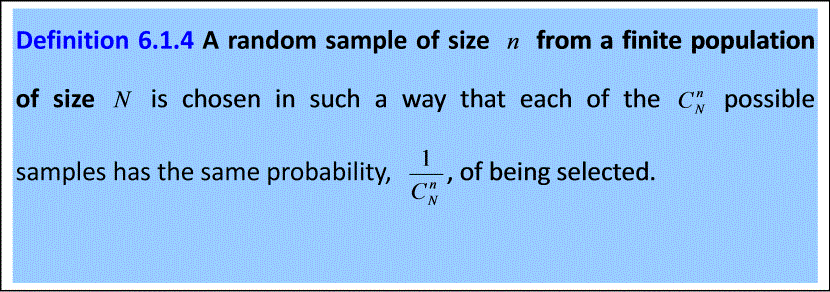 Definition 6.1.4 A random sample of size n from a finite population
of size N is chosen in such a way that each of the C_N^n possible
samples has the same probability, 1/C_N^n, of being selected.